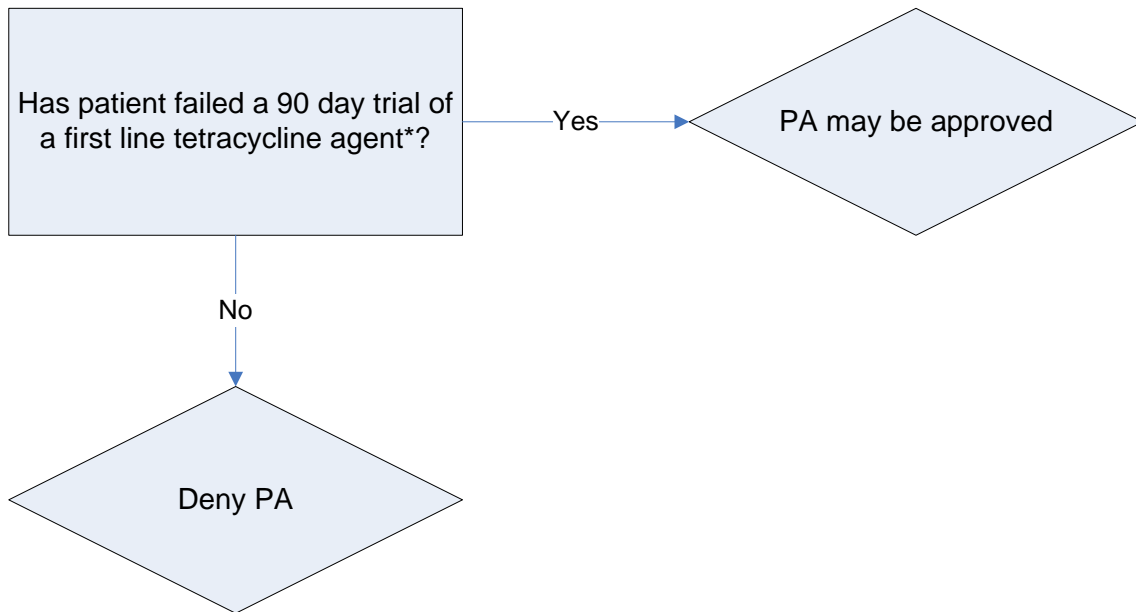 Has patient failed a 90 day trial of
a first line tetracycline agent*?
Yes
PA may be approved
No
Deny PA